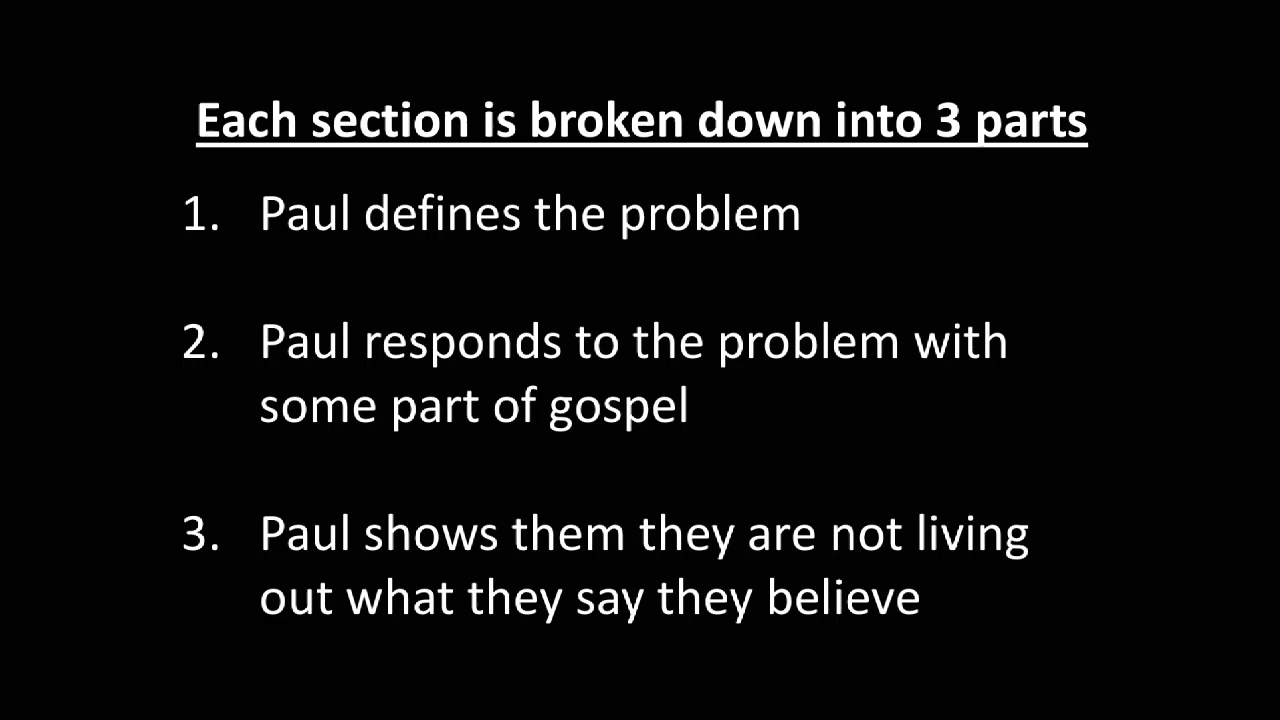 Each section is broken down into 3 parts
1. Paul defines the problem
2. Paul responds to the problem with
some part of gospel
3. Paul shows them they are not living
out what they say they believe